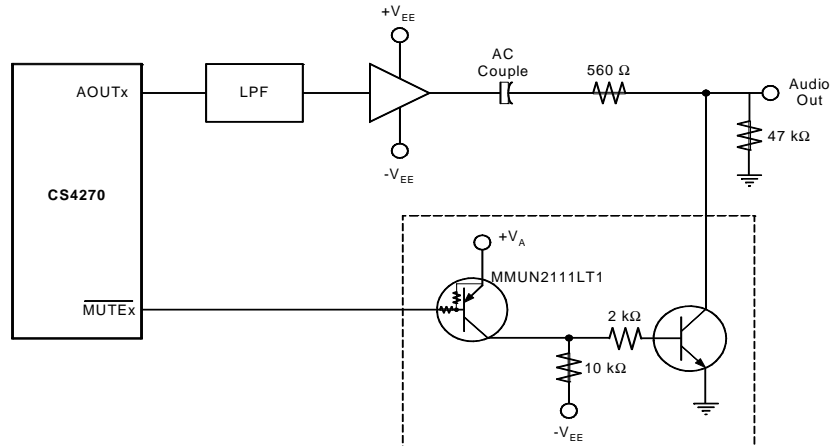 +VEE
AC
Couple
560 Ω
AOUTx
LPF
Audio
Out
47 kΩ
-VEE
CS4270
+VA
MMUN2111LT1
MUTEx
2 kΩ
10 kΩ
-VEE